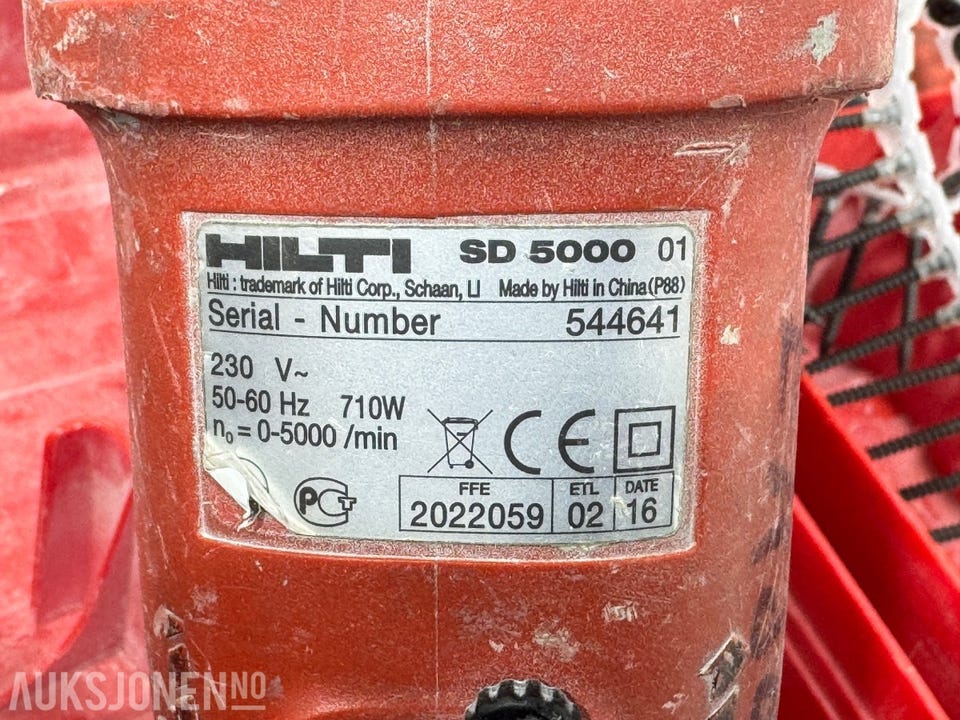 HILTI SD 5000 01
Hilti : trademark of Hilti Corp., Schaan, LI Made by Hilti in China (P88)
Serial - Number 544641
230 V~
50-60 Hz 710W
n₀ = 0-5000 /min
CE
PCT
FFE ETL DATE
2022059 02 16
AUKSJONEN.NO